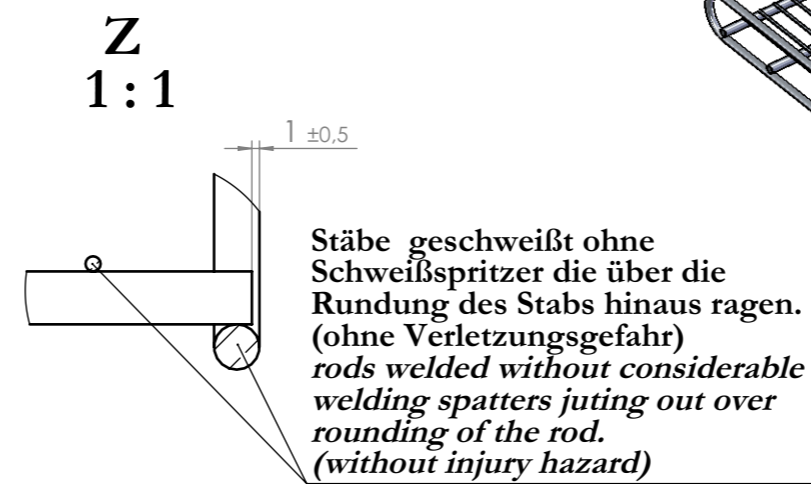 Z
1 : 1
1 ±0,5
Stäbe geschweißt ohne
Schweißspritzer die über die
Rundung des Stabs hinaus ragen.
(ohne Verletzungsgefahr)
rods welded without considerable
welding spatters juting out over
rounding of the rod.
(without injury hazard)